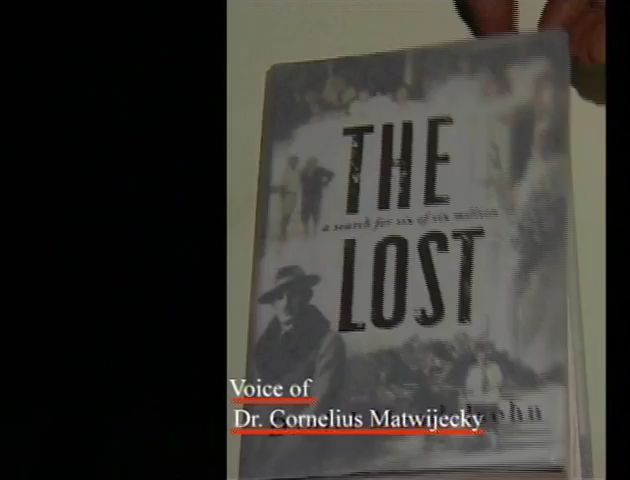 THE
a search for six of six million
LOST
Voice of
Dr. Cornelius Matwijecky